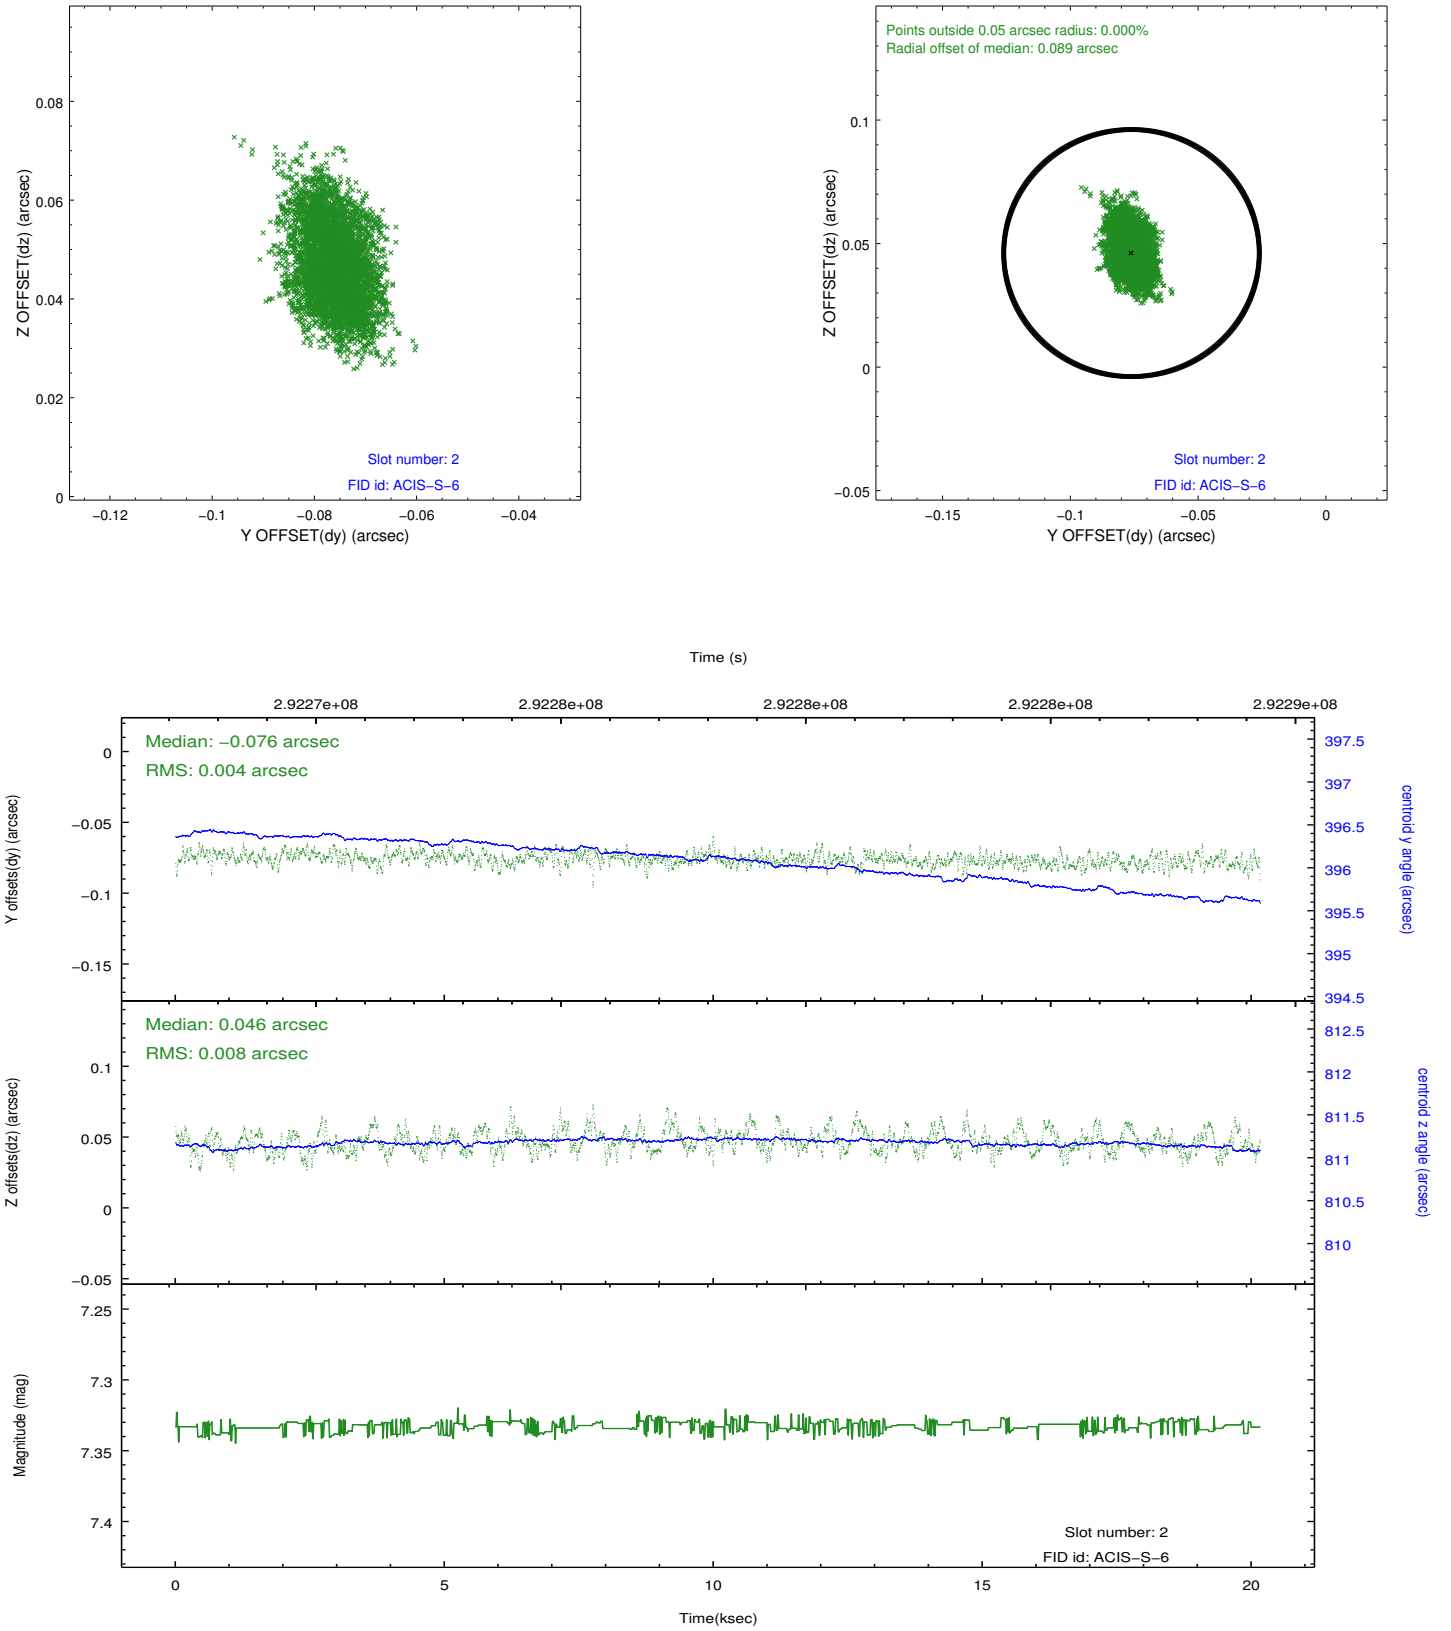 0.08
0.06
0.04
0.02
0
Z OFFSET(dz) (arcsec)
Slot number: 2
FID id: ACIS−S−6
−0.12
−0.1
−0.08
−0.06
−0.04
Y OFFSET(dy) (arcsec)
Points outside 0.05 arcsec radius: 0.000%
Radial offset of median: 0.089 arcsec
0.1
0.05
0
−0.05
Z OFFSET(dz) (arcsec)
Slot number: 2
FID id: ACIS−S−6
−0.15
−0.1
−0.05
0
Y OFFSET(dy) (arcsec)
Time (s)
2.9227e+08
2.9228e+08
2.9228e+08
2.9228e+08
2.9229e+08
Median: −0.076 arcsec
RMS: 0.004 arcsec
0
−0.05
−0.1
−0.15
Y offsets(dy) (arcsec)
397.5
397
396.5
396
395.5
395
394.5
centroid y angle (arcsec)
Median: 0.046 arcsec
RMS: 0.008 arcsec
0.1
0.05
0
−0.05
Z offsets(dz) (arcsec)
812.5
812
811.5
811
810.5
810
centroid z angle (arcsec)
7.25
7.3
7.35
7.4
Magnitude (mag)
Slot number: 2
FID id: ACIS−S−6
0
5
10
15
20
Time(ksec)